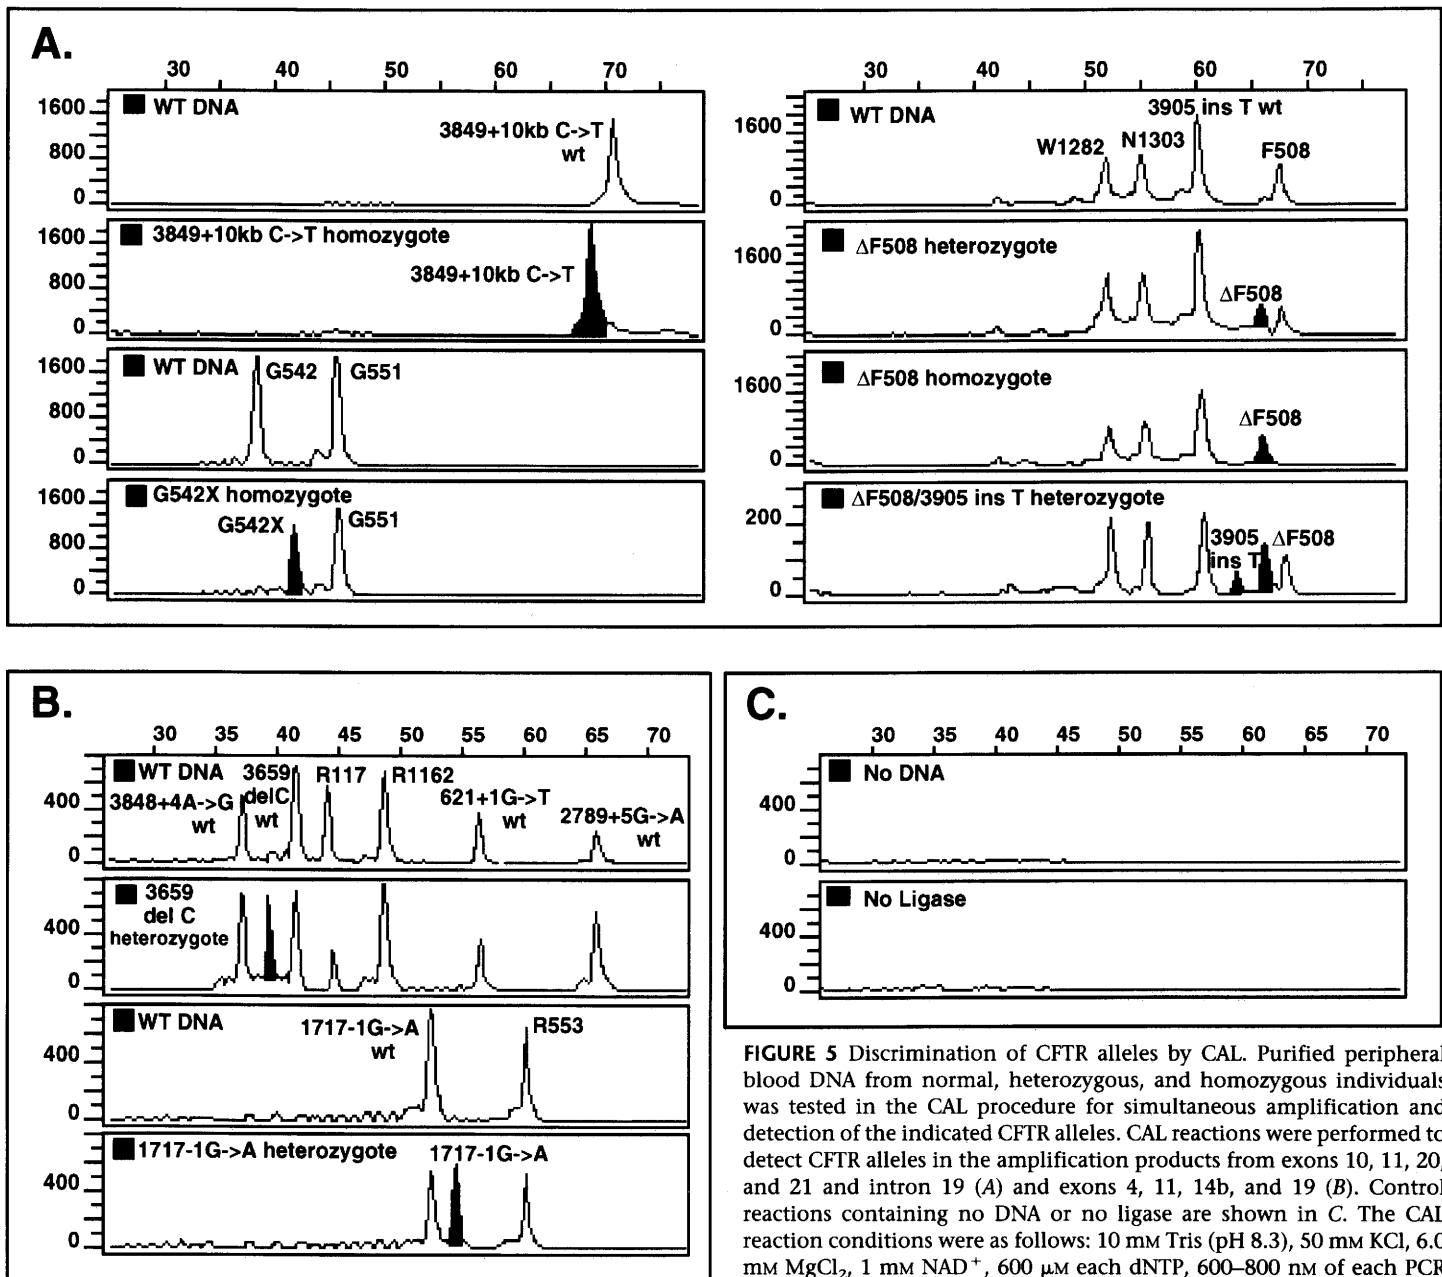 A.
30 40 50 60 70
1600
800
0
WT DNA
3849+10kb C->T
wt
1600
800
0
3849+10kb C->T homozygote
3849+10kb C->T
1600
800
0
WT DNA
G542
G551
1600
800
0
G542X homozygote
G542X
G551
30 40 50 60 70
1600
0
WT DNA
W1282
N1303
3905 ins T wt
F508
1600
0
ΔF508 heterozygote
ΔF508
1600
0
ΔF508 homozygote
ΔF508
200
0
ΔF508/3905 ins T heterozygote
3905
ins T
ΔF508
B.
30 35 40 45 50 55 60 65 70
400
0
WT DNA
3848+4A->G
wt
3659
delC
wt
R117
R1162
621+1G->T
wt
2789+5G->A
wt
400
0
3659
del C
heterozygote
400
0
WT DNA
1717-1G->A
wt
R553
400
0
1717-1G->A heterozygote
1717-1G->A
C.
30 35 40 45 50 55 60 65 70
400
0
No DNA
400
0
No Ligase
FIGURE 5 Discrimination of CFTR alleles by CAL. Purified peripheral
blood DNA from normal, heterozygous, and homozygous individuals
was tested in the CAL procedure for simultaneous amplification and
detection of the indicated CFTR alleles. CAL reactions were performed to
detect CFTR alleles in the amplification products from exons 10, 11, 20,
and 21 and intron 19 (A) and exons 4, 11, 14b, and 19 (B). Control
reactions containing no DNA or no ligase are shown in C. The CAL
reaction conditions were as follows: 10 mM Tris (pH 8.3), 50 mM KCl, 6.0
mM MgCl₂, 1 mM NAD⁺, 600 μM each dNTP, 600–800 nM of each PCR